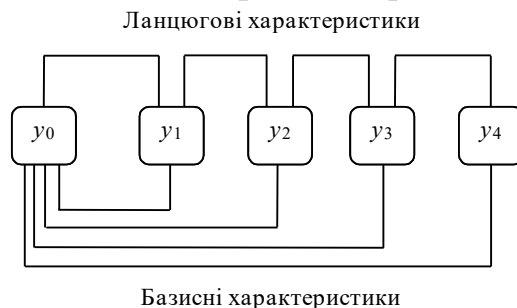 Ланцюгові характеристики
y0 y1 y2 y3 y4
Базисні характеристики